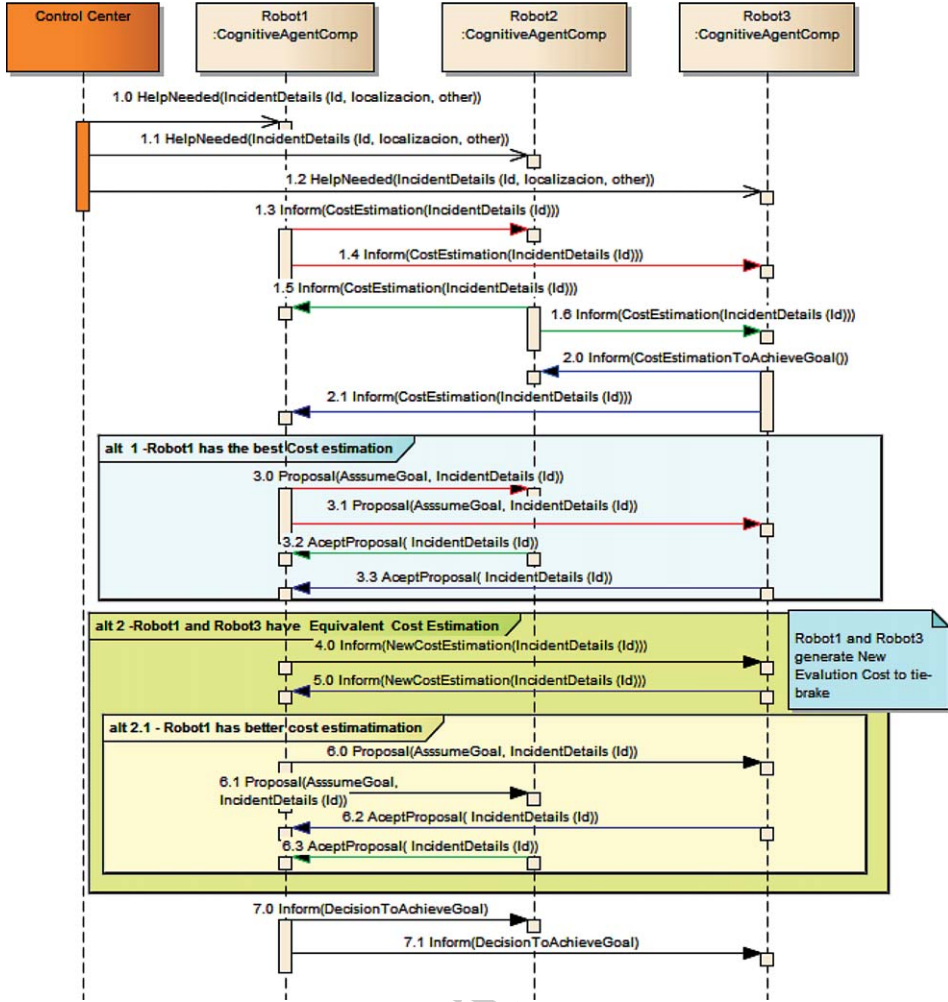 Control Center
Robot1
:CognitiveAgentComp
Robot2
:CognitiveAgentComp
Robot3
:CognitiveAgentComp
1.0 HelpNeeded(IncidentDetails (Id, localizacion, other))
1.1 HelpNeeded(IncidentDetails (Id, localizacion, other))
1.2 HelpNeeded(IncidentDetails (Id, localizacion, other))
1.3 Inform(CostEstimation(IncidentDetails (Id)))
1.4 Inform(CostEstimation(IncidentDetails (Id)))
1.5 Inform(CostEstimation(IncidentDetails (Id)))
1.6 Inform(CostEstimation(IncidentDetails (Id)))
2.0 Inform(CostEstimationToAchieveGoal())
2.1 Inform(CostEstimation(IncidentDetails (Id)))
alt 1 -Robot1 has the best Cost estimation
3.0 Proposal(AsssumeGoal, IncidentDetails (Id))
3.1 Proposal(AsssumeGoal, IncidentDetails (Id))
3.2 AceptProposal( IncidentDetails (Id))
3.3 AceptProposal( IncidentDetails (Id))
alt 2 -Robot1 and Robot3 have Equivalent Cost Estimation
4.0 Inform(NewCostEstimation(IncidentDetails (Id)))
Robot1 and Robot3
generate New
Evalution Cost to tie-
brake
5.0 Inform(NewCostEstimation(IncidentDetails (Id)))
alt 2.1 - Robot1 has better cost estimatimation
6.0 Proposal(AsssumeGoal, IncidentDetails (Id))
6.1 Proposal(AsssumeGoal,
IncidentDetails (Id))
6.2 AceptProposal( IncidentDetails (Id))
6.3 AceptProposal( IncidentDetails (Id))
7.0 Inform(DecisionToAchieveGoal)
7.1 Inform(DecisionToAchieveGoal)